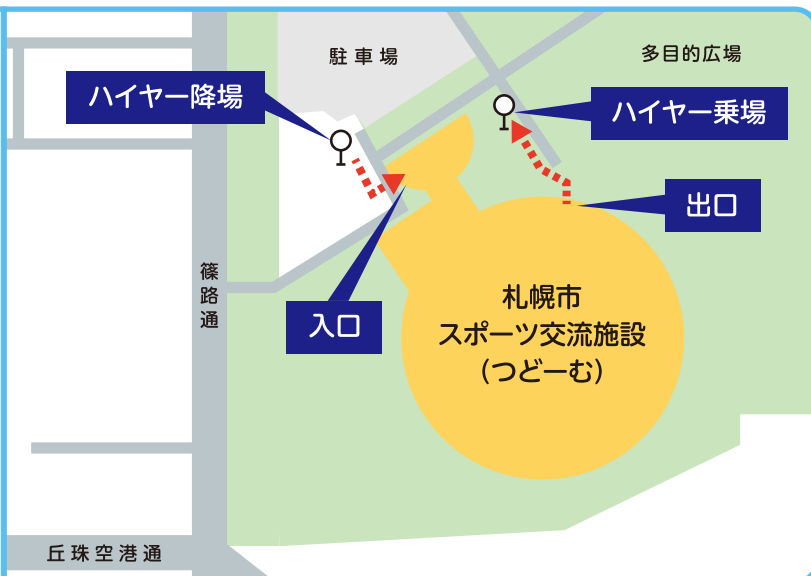 駐車場
多目的広場
ハイヤー降場
ハイヤー乗場
出口
入口
篠路通
札幌市
スポーツ交流施設
（つどーむ）
丘珠空港通